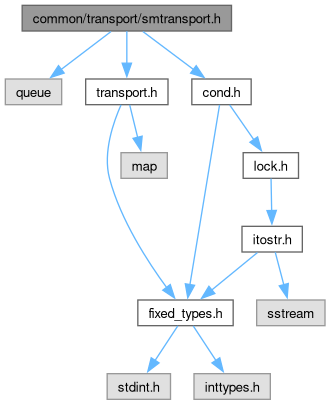 common/transport/smtransport.h
queue
transport.h
cond.h
map
lock.h
itostr.h
fixed_types.h
sstream
stdint.h
inttypes.h